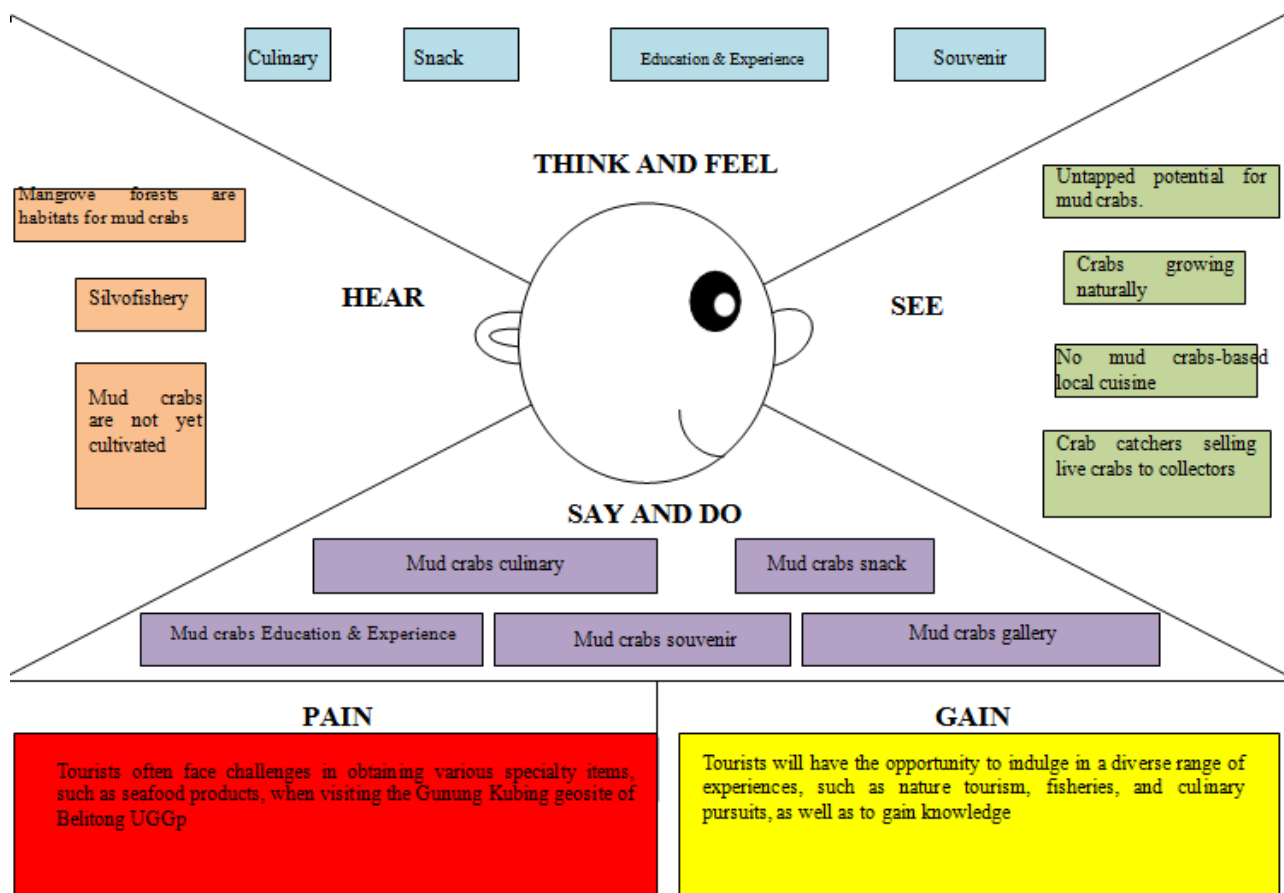 Culinary
Snack
Education & Experience
Souvenir
THINK AND FEEL
Mangrove forests are
habitats for mud crabs
Silvofishery
Mud crabs
are not yet
cultivated
HEAR
SEE
Untapped potential for
mud crabs.
Crabs growing
naturally
No mud crabs-based
local cuisine
Crab catchers selling
live crabs to collectors
SAY AND DO
Mud crabs culinary
Mud crabs snack
Mud crabs Education & Experience
Mud crabs souvenir
Mud crabs gallery
PAIN
Tourists often face challenges in obtaining various specialty items,
such as seafood products, when visiting the Gunung Kubing geosite of
Belitong UGGp
GAIN
Tourists will have the opportunity to indulge in a diverse range of
experiences, such as nature tourism, fisheries, and culinary
pursuits, as well as to gain knowledge